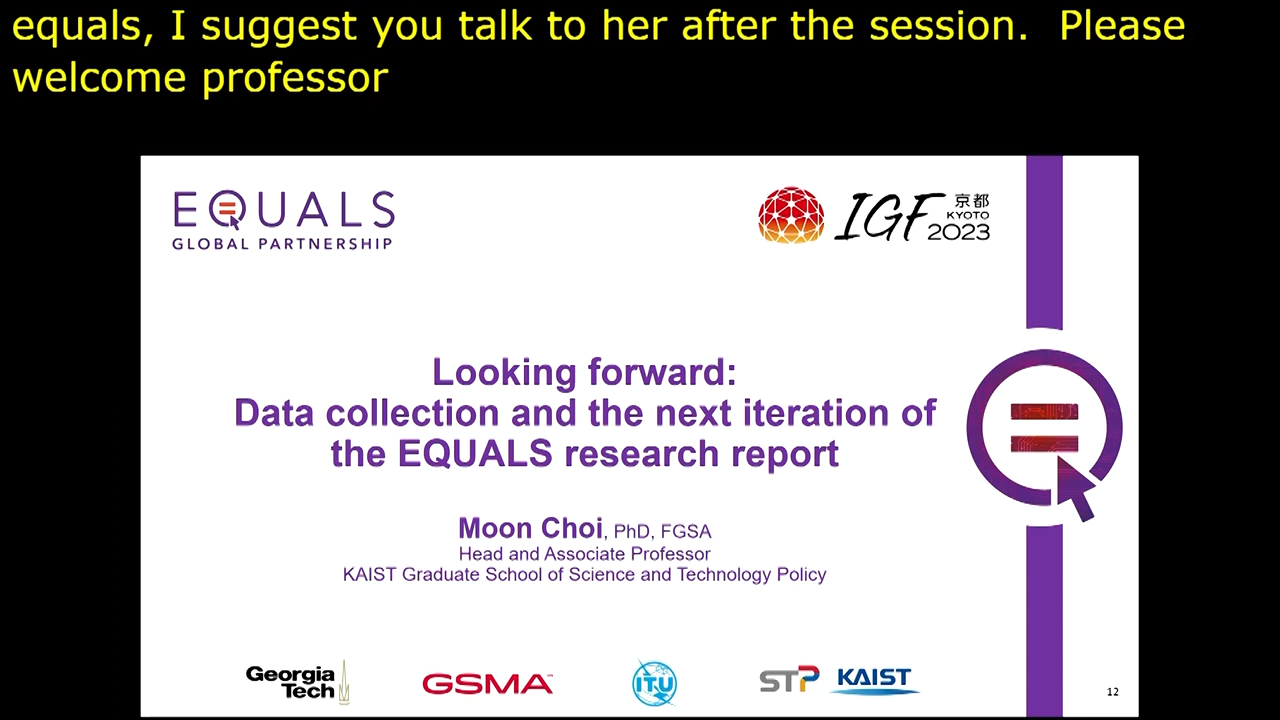 equals, I suggest you talk to her after the session.  Please
welcome professor
EQUALS
GLOBAL PARTNERSHIP
IGF 京都
KYOTO
2023
Looking forward:
Data collection and the next iteration of
the EQUALS research report
Moon Choi, PhD, FGSA
Head and Associate Professor
KAIST Graduate School of Science and Technology Policy
Georgia
Tech
GSMA™
ITU
STP KAIST
12